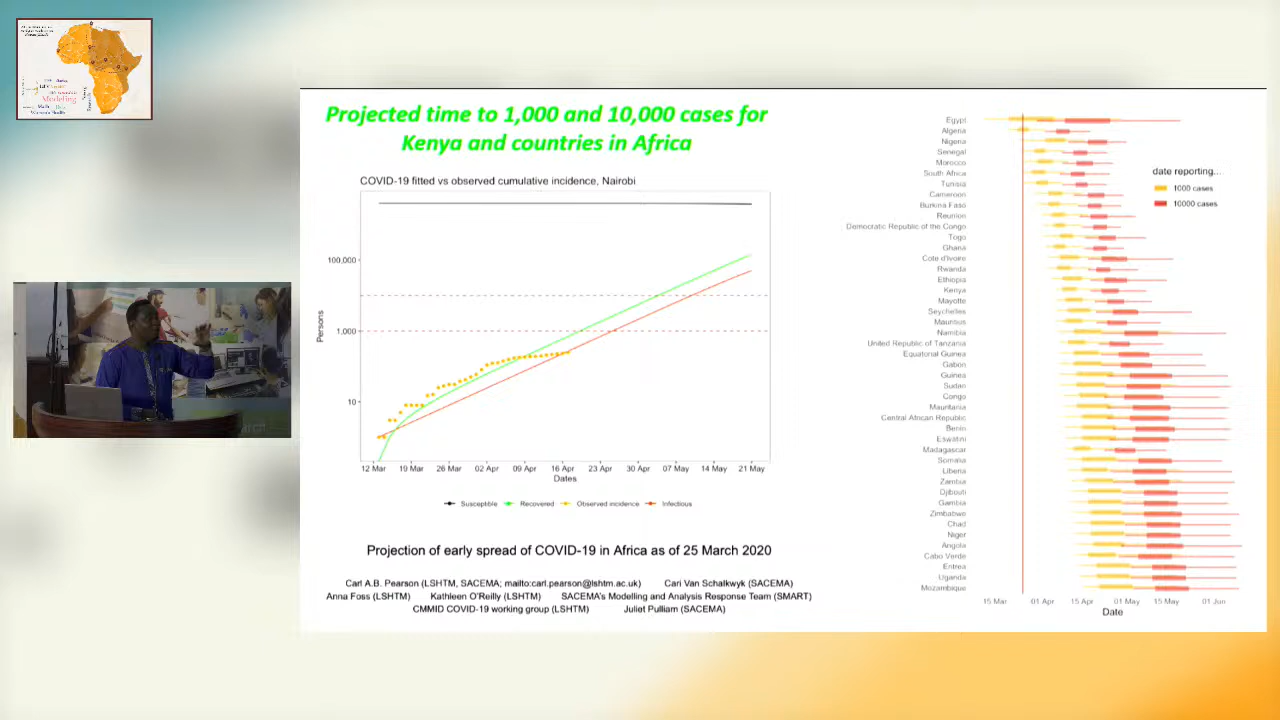 Projected time to 1,000 and 10,000 cases for
Kenya and countries in Africa
COVID-19 fitted vs observed cumulative incidence, Nairobi
100,000
1,000
10
Persons
12 Mar 19 Mar 26 Mar 02 Apr 09 Apr 16 Apr 23 Apr 30 Apr 07 May 14 May 21 May
Dates
Susceptible Recovered Observed incidence Infectious
Projection of early spread of COVID-19 in Africa as of 25 March 2020
Carl A.B. Pearson (LSHTM, SACEMA; mailto:carl.pearson@lshtm.ac.uk) Cari Van Schalkwyk (SACEMA)
Anna Foss (LSHTM) Kathleen O'Reilly (LSHTM) SACEMA's Modelling and Analysis Response Team (SMART)
CMMID COVID-19 working group (LSHTM) Juliet Pulliam (SACEMA)
Egypt
Algeria
Nigeria
Senegal
Morocco
South Africa
Tunisia
Cameroon
Burkina Faso
Reunion
Democratic Republic of the Congo
Togo
Ghana
Cote d'Ivoire
Rwanda
Ethiopia
Kenya
Mayotte
Seychelles
Mauritius
Namibia
United Republic of Tanzania
Equatorial Guinea
Gabon
Guinea
Sudan
Congo
Mauritania
Central African Republic
Benin
Eswatini
Madagascar
Somalia
Liberia
Zambia
Djibouti
Gambia
Zimbabwe
Chad
Niger
Angola
Cabo Verde
Eritrea
Uganda
Mozambique
date reporting...
1000 cases
10000 cases
15 Mar 01 Apr 15 Apr 01 May 15 May 01 Jun
Date
Modelling